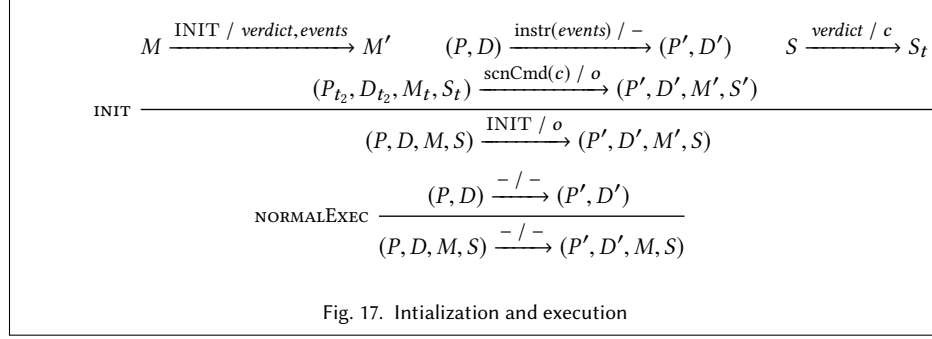 M —INIT / verdict, events→ M′ (P, D) —instr(events) / −→ (P′, D′) S —verdict / c→ S_t
(P_{t_2}, D_{t_2}, M_t, S_t) —scnCmd(c) / o→ (P′, D′, M′, S′)
INIT
(P, D, M, S) —INIT / o→ (P′, D′, M′, S)
(P, D) —− / −→ (P′, D′)
NORMALEXEC
(P, D, M, S) —− / −→ (P′, D′, M, S)
Fig. 17. Intialization and execution